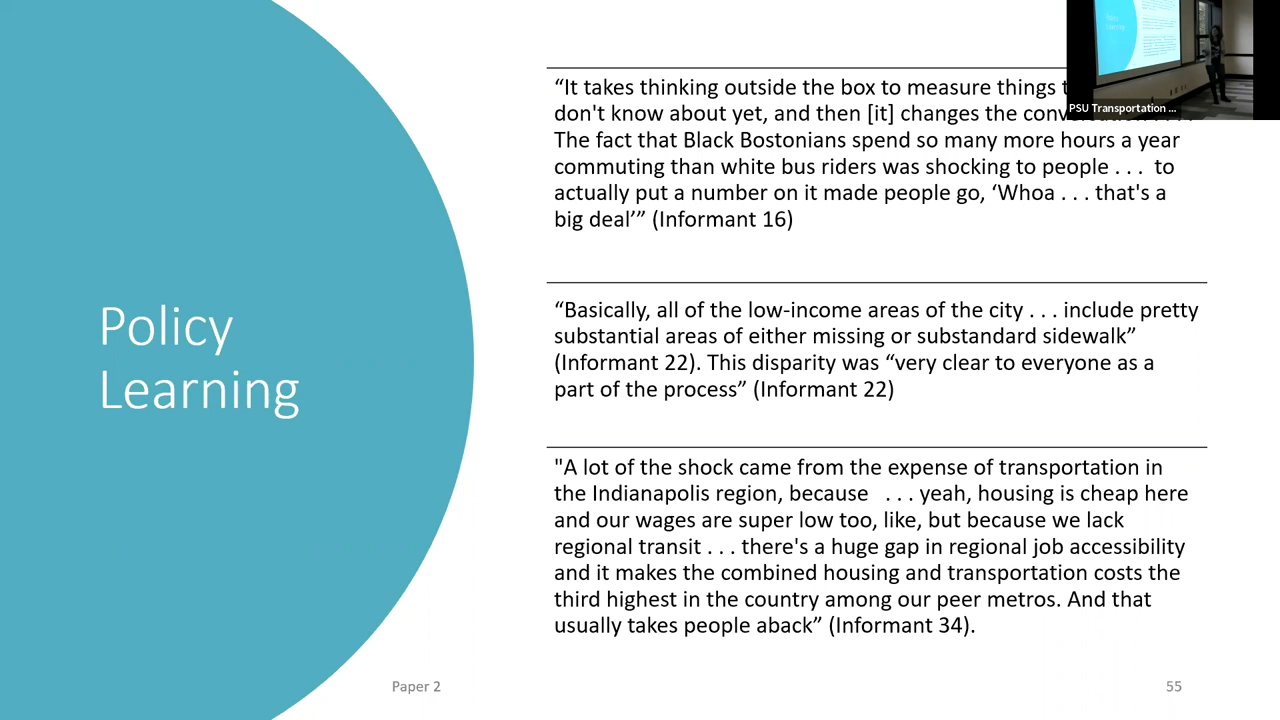 Policy
Learning
“It takes thinking outside the box to measure things
don't know about yet, and then [it] changes the
The fact that Black Bostonians spend so many more hours a year
commuting than white bus riders was shocking to people . . . to
actually put a number on it made people go, ‘Whoa . . . that's a
big deal’” (Informant 16)
“Basically, all of the low-income areas of the city . . . include pretty
substantial areas of either missing or substandard sidewalk”
(Informant 22). This disparity was “very clear to everyone as a
part of the process” (Informant 22)
"A lot of the shock came from the expense of transportation in
the Indianapolis region, because . . . yeah, housing is cheap here
and our wages are super low too, like, but because we lack
regional transit . . . there's a huge gap in regional job accessibility
and it makes the combined housing and transportation costs the
third highest in the country among our peer metros. And that
usually takes people aback” (Informant 34).
PSU Transportation ...
Paper 2
55